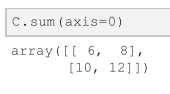 C.sum(axis=0)
array([[ 6,  8],
       [10, 12]])